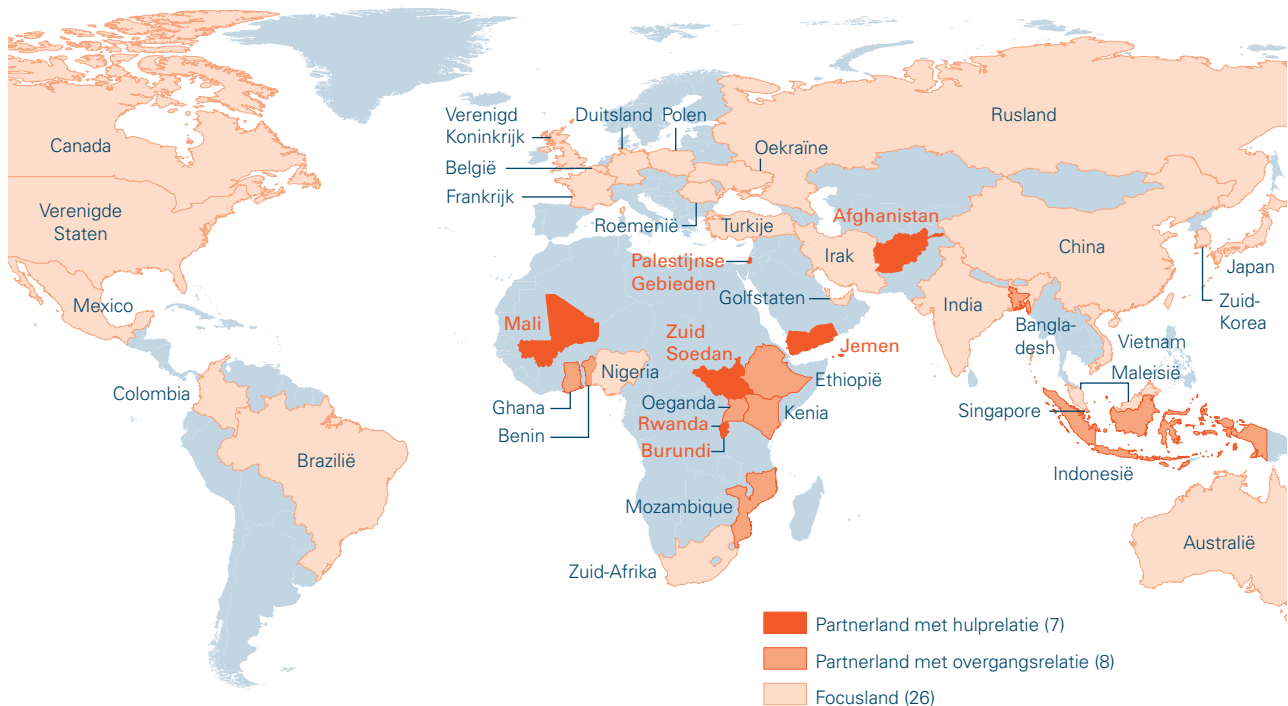 Canada
Verenigde
Staten
Mexico
Colombia
Brazilië
Verenigd
Koninkrijk
Duitsland
Polen
België
Frankrijk
Oekraïne
Roemenië
Turkije
Rusland
Afghanistan
Palestijnse
Gebieden
Irak
Golfstaten
China
India
Japan
Zuid-
Korea
Bangla-
desh
Vietnam
Maleisië
Singapore
Indonesië
Australië
Mali
Zuid
Soedan
Jemen
Nigeria
Ghana
Benin
Ethiopië
Oeganda
Kenia
Rwanda
Burundi
Mozambique
Zuid-Afrika
Partnerland met hulprelatie (7)
Partnerland met overgangsrelatie (8)
Focusland (26)